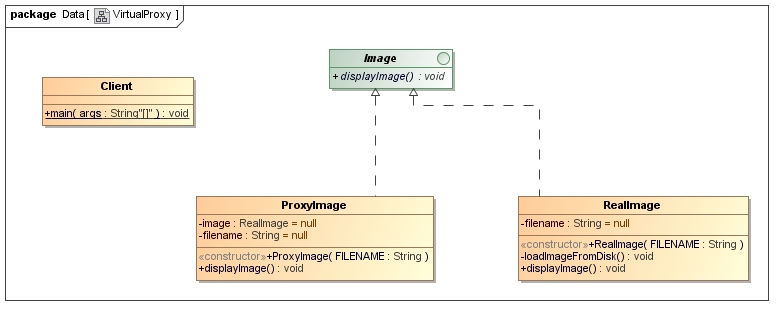 package Data[ VirtualProxy ]
Image
+ displayImage() : void
Client
+main( args : String"[]" ) : void
ProxyImage
-image : RealImage = null
-filename : String = null
«constructor»+ProxyImage( FILENAME : String )
+displayImage() : void
RealImage
-filename : String = null
«constructor»+RealImage( FILENAME : String )
-loadImageFromDisk() : void
+displayImage() : void